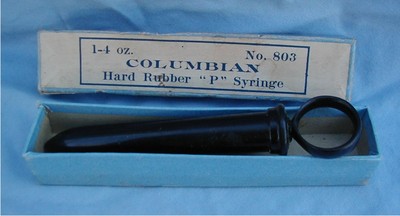 1-4 oz. No. 803
COLUMBIAN
Hard Rubber "P" Syringe